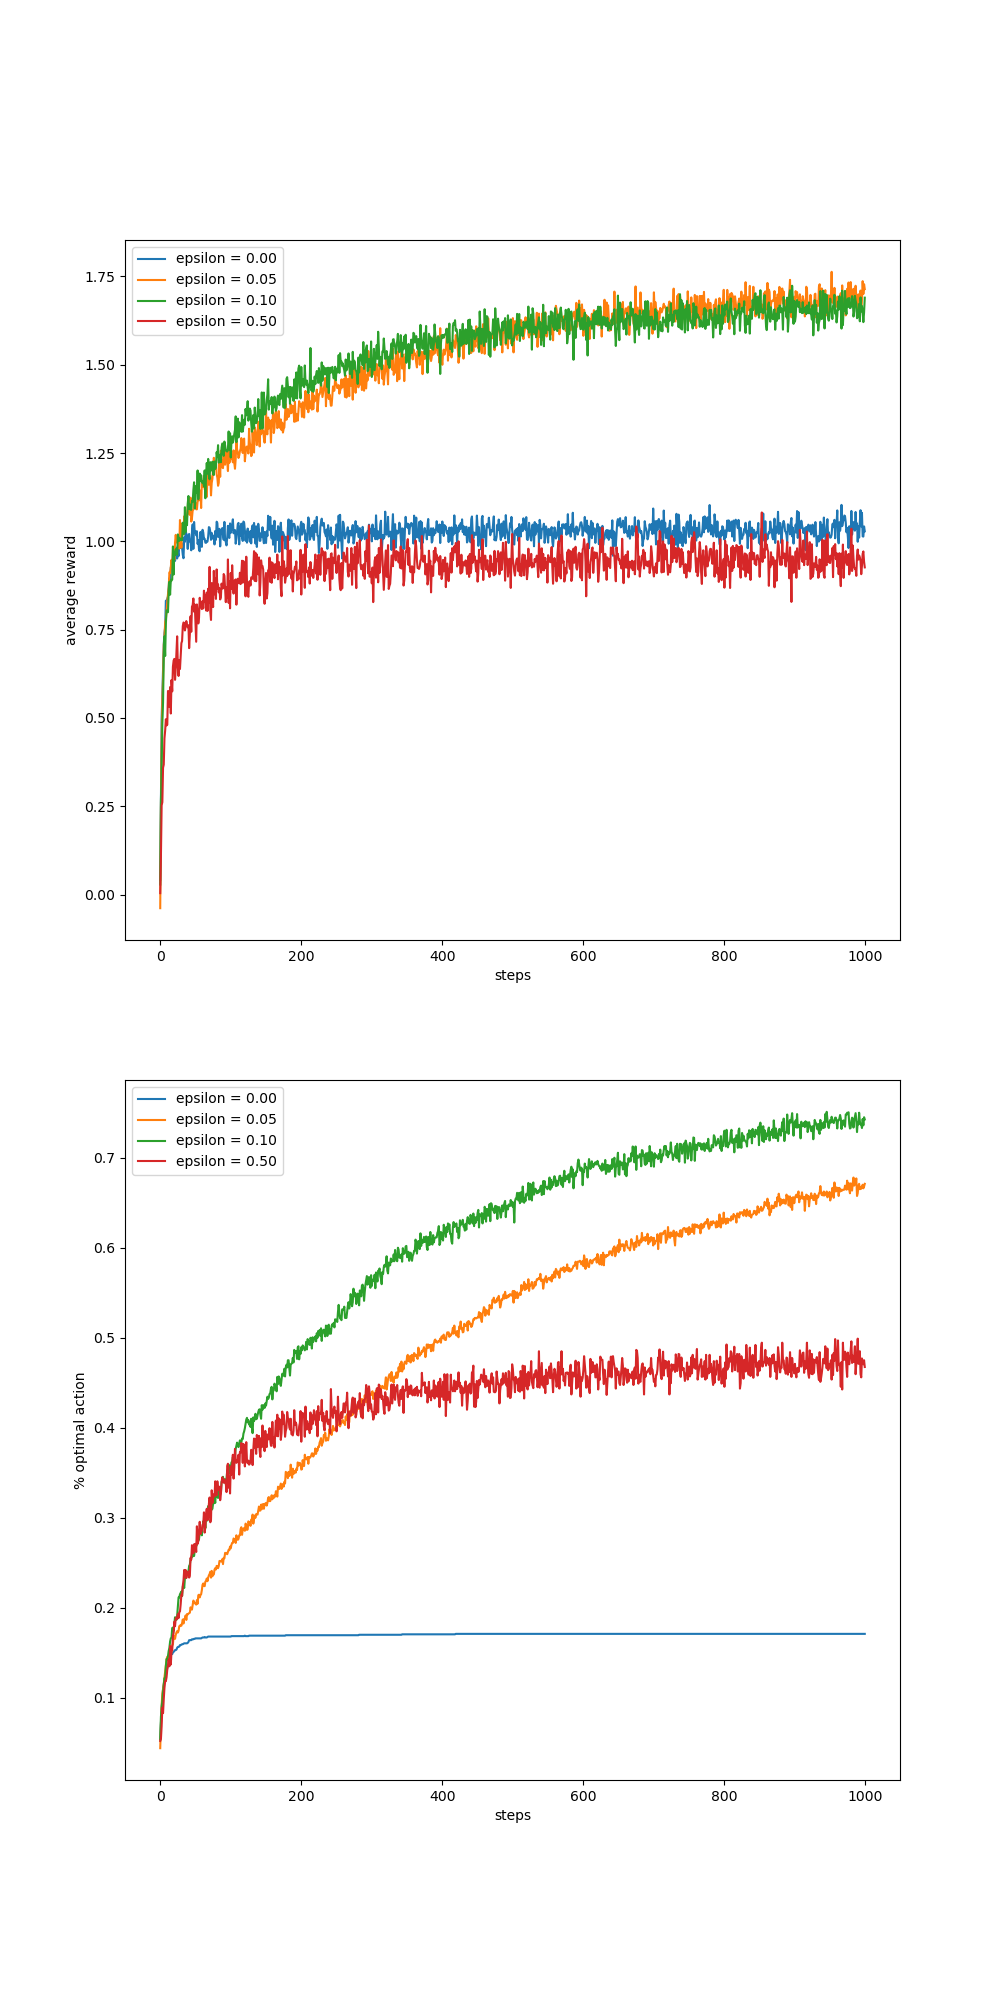 epsilon = 0.00
epsilon = 0.05
epsilon = 0.10
epsilon = 0.50
1.75
1.50
1.25
1.00
0.75
0.50
0.25
0.00
average reward
0 200 400 600 800 1000
steps
epsilon = 0.00
epsilon = 0.05
epsilon = 0.10
epsilon = 0.50
0.7
0.6
0.5
0.4
0.3
0.2
0.1
% optimal action
0 200 400 600 800 1000
steps